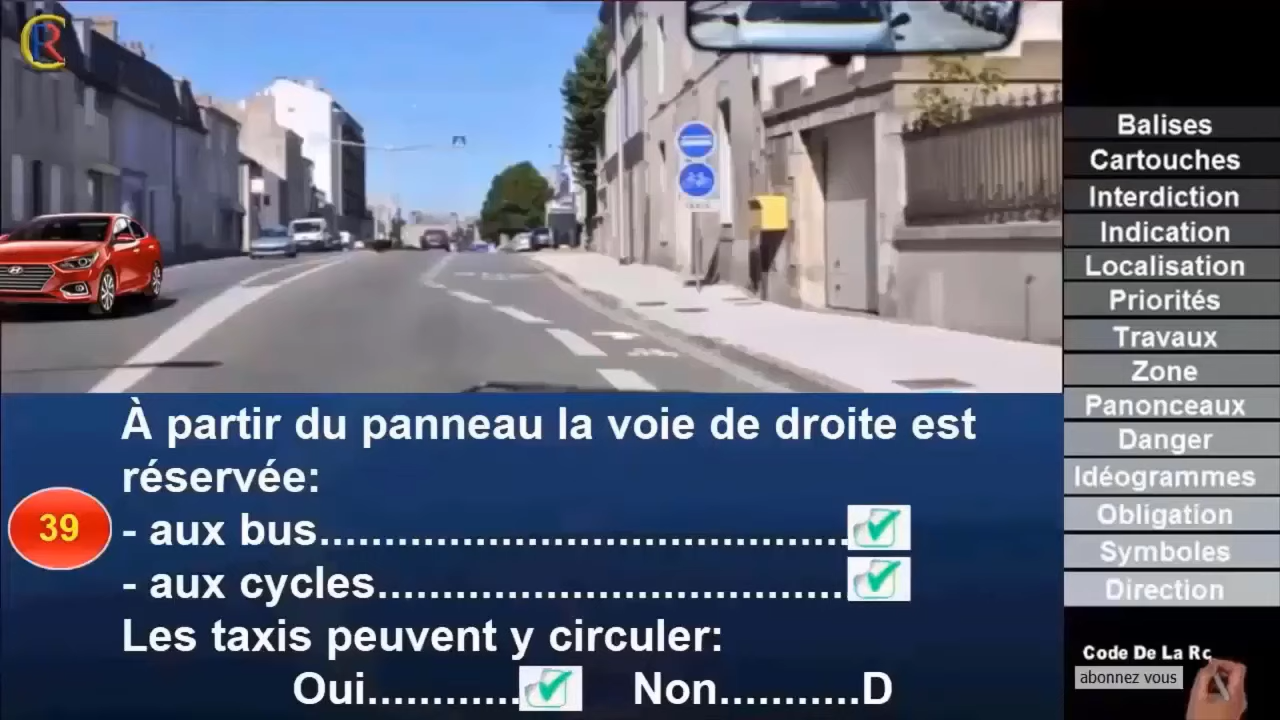 CR
À partir du panneau la voie de droite est
réservée:
39
- aux bus.........................................
- aux cycles....................................
Les taxis peuvent y circuler:
Oui............ Non...........D
Balises
Cartouches
Interdiction
Indication
Localisation
Priorités
Travaux
Zone
Panonceaux
Danger
Idéogrammes
Obligation
Symboles
Direction
Code De La Rc
abonnez vous